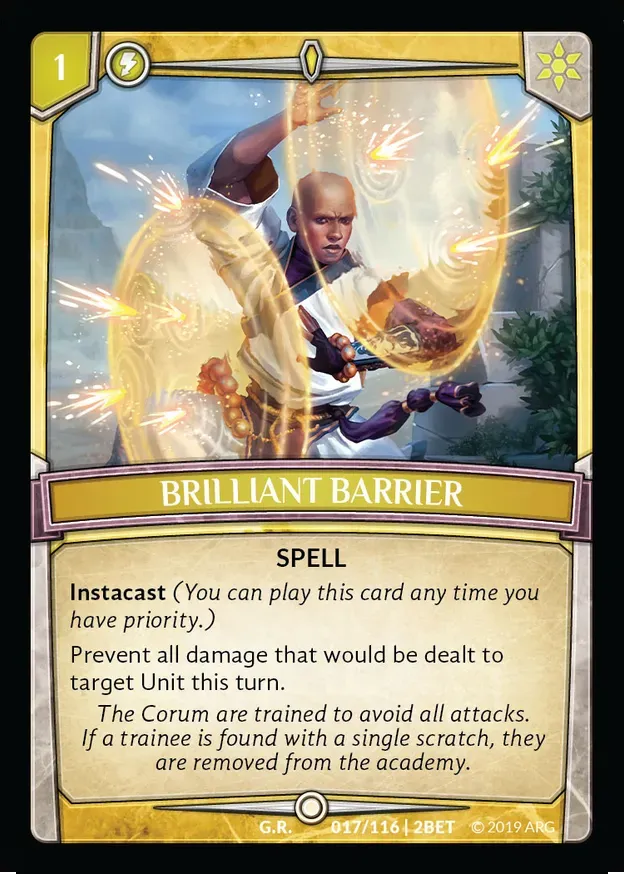 1
BRILLIANT BARRIER
SPELL
Instacast (You can play this card any time you
have priority.)
Prevent all damage that would be dealt to
target Unit this turn.
The Corum are trained to avoid all attacks.
If a trainee is found with a single scratch, they
are removed from the academy.
G.R. 017/116 | 2BET © 2019 ARG